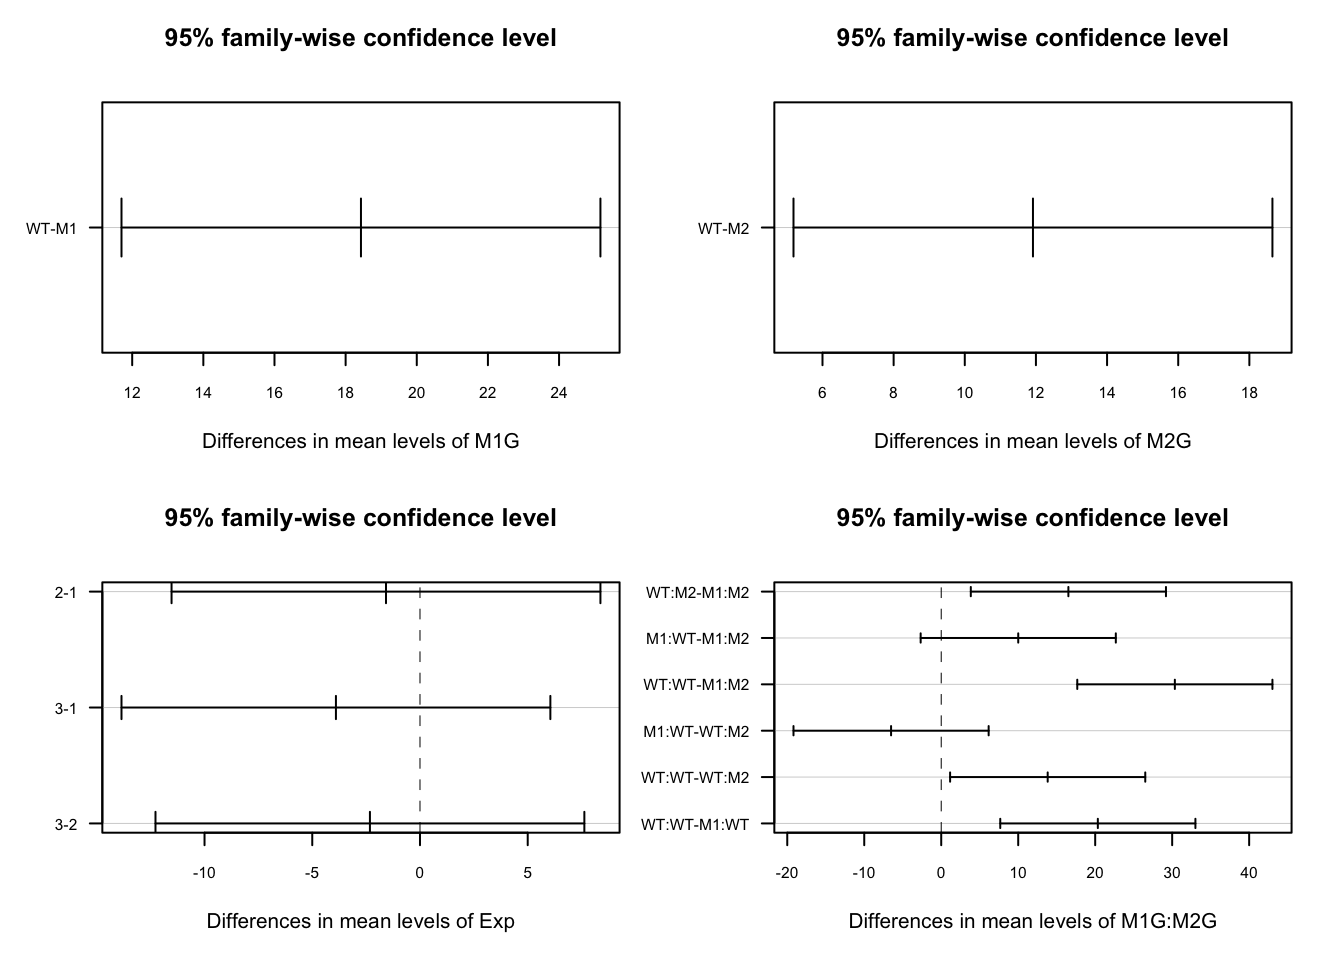 95% family-wise confidence level
WT-M1
12 14 16 18 20 22 24
Differences in mean levels of M1G
95% family-wise confidence level
WT-M2
6 8 10 12 14 16 18
Differences in mean levels of M2G
95% family-wise confidence level
2-1
3-1
3-2
-10 -5 0 5
Differences in mean levels of Exp
95% family-wise confidence level
WT:M2-M1:M2
M1:WT-M1:M2
WT:WT-M1:M2
M1:WT-WT:M2
WT:WT-WT:M2
WT:WT-M1:WT
-20 -10 0 10 20 30 40
Differences in mean levels of M1G:M2G